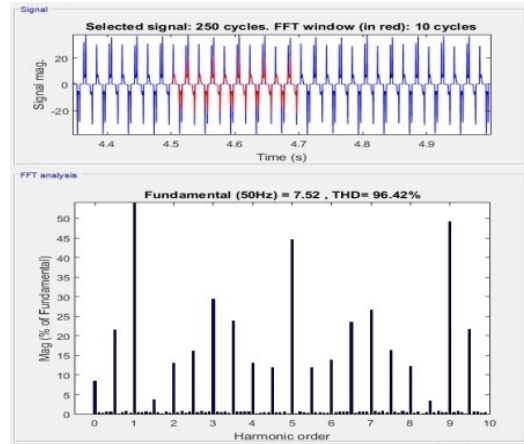 Signal
Selected signal: 250 cycles. FFT window (in red): 10 cycles
Signal mag.
20
0
-20
4.4 4.5 4.6 4.7 4.8 4.9
Time (s)
FFT analysis
Fundamental (50Hz) = 7.52 , THD= 96.42%
Mag (% of Fundamental)
50
45
40
35
30
25
20
15
10
5
0
0 1 2 3 4 5 6 7 8 9 10
Harmonic order